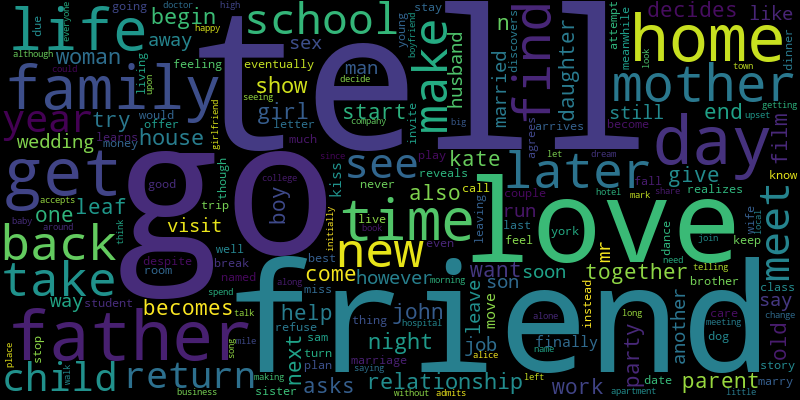 tell
go
friend
love
father
family
life
home
day
time
get
mother
new
back
take
make
find
later
school
see
meet
child
return
year
relationship
together
parent
night
house
work
woman
begin
away
show
start
girl
man
sex
husband
married
daughter
decides
like
film
still
end
give
kate
also
run
want
soon
son
however
come
help
john
job
leave
move
next
asks
party
another
old
say
mr
finally
becomes
visit
boy
kiss
one
leaf
way
try
wedding
n
due
everyone
although
happy
going
doctor
high
living
upon
feeling
eventually
could
seeing
decide
letter
much
company
girlfriend
boyfriend
young
stay
discovers
big
invite
attempt
meanwhile
look
dinner
town
getting
upset
become
arrives
agrees
learns
money
would
offer
since
play
reveals
never
call
couple
let
dream
fall
mark
share
realizes
know
hotel
wife
local
join
keep
need
telling
brother
class
york
last
feel
leaving
dance
even
live
book
initially
college
good
though
trip
accepts
around
baby
think
despite
room
well
break
named
best
along
morning
miss
student
talk
spend
refuse
thing
hospital
sam
turn
plan
marriage
saying
alice
name
alone
instead
long
care
meeting
dog
change
story
marry
little
date
apartment
left
admits
without
sister
making
business
mile
song
walk
stop
place